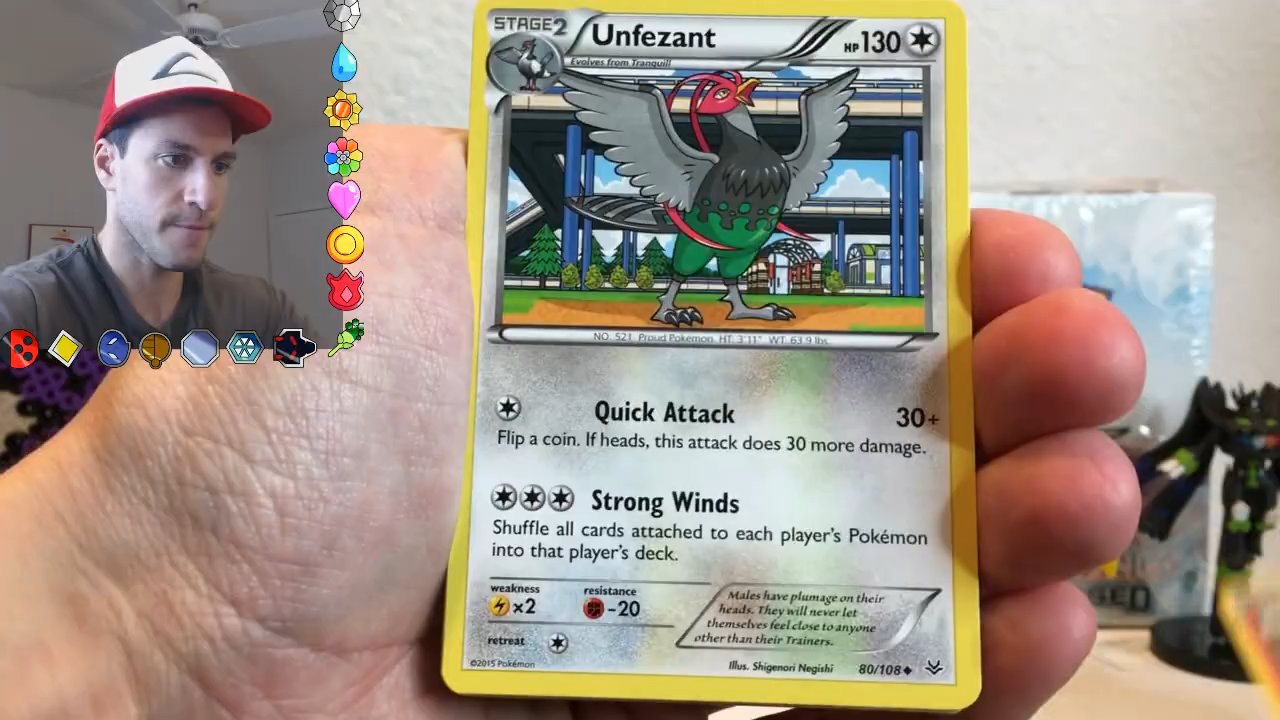 STAGE2
Unfezant
HP130
Evolves from Tranquill
NO. 521 Proud Pokémon. HT: 3'11" WT: 63.9 lbs.
Quick Attack 30+
Flip a coin. If heads, this attack does 30 more damage.
Strong Winds
Shuffle all cards attached to each player's Pokémon
into that player's deck.
weakness resistance
×2 -20
retreat
Males have plumage on their
heads. They will never let
themselves feel close to anyone
other than their Trainers.
©2015 Pokémon
Illus. Shigenori Negishi
80/108